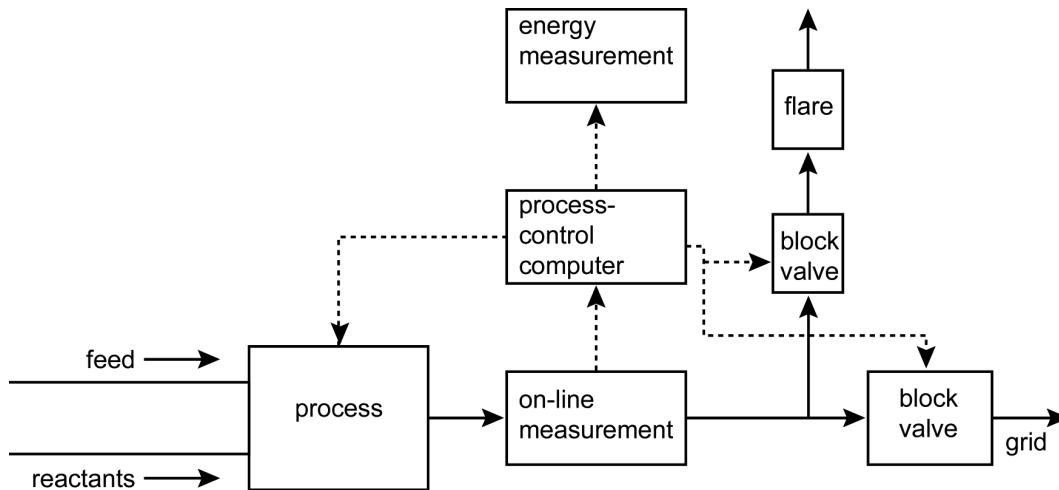 energy
measurement
flare
process-
control
computer
block
valve
feed
process
on-line
measurement
block
valve
grid
reactants